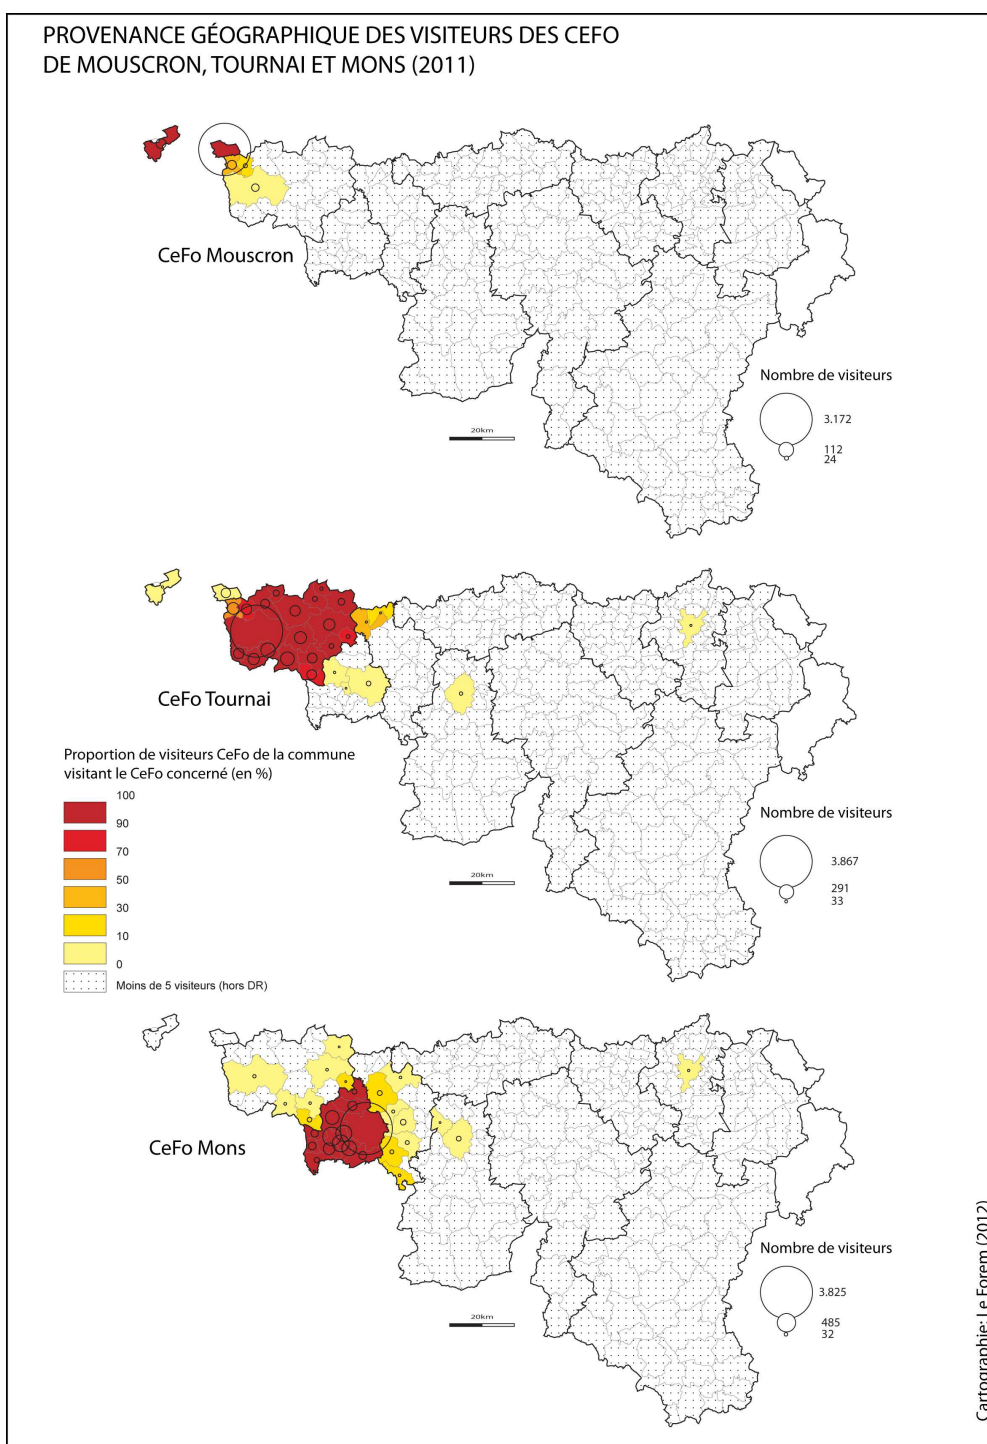 PROVENANCE GÉOGRAPHIQUE DES VISITEURS DES CEFO
DE MOUSCRON, TOURNAI ET MONS (2011)
CeFo Mouscron
Nombre de visiteurs
3.172
112
24
20km
CeFo Tournai
Proportion de visiteurs CeFo de la commune
visitant le CeFo concerné (en %)
100
90
70
50
30
10
0
Moins de 5 visiteurs (hors DR)
Nombre de visiteurs
3.867
291
33
20km
CeFo Mons
Nombre de visiteurs
3.825
485
32
20km
Cartographie: Le Forem (2012)